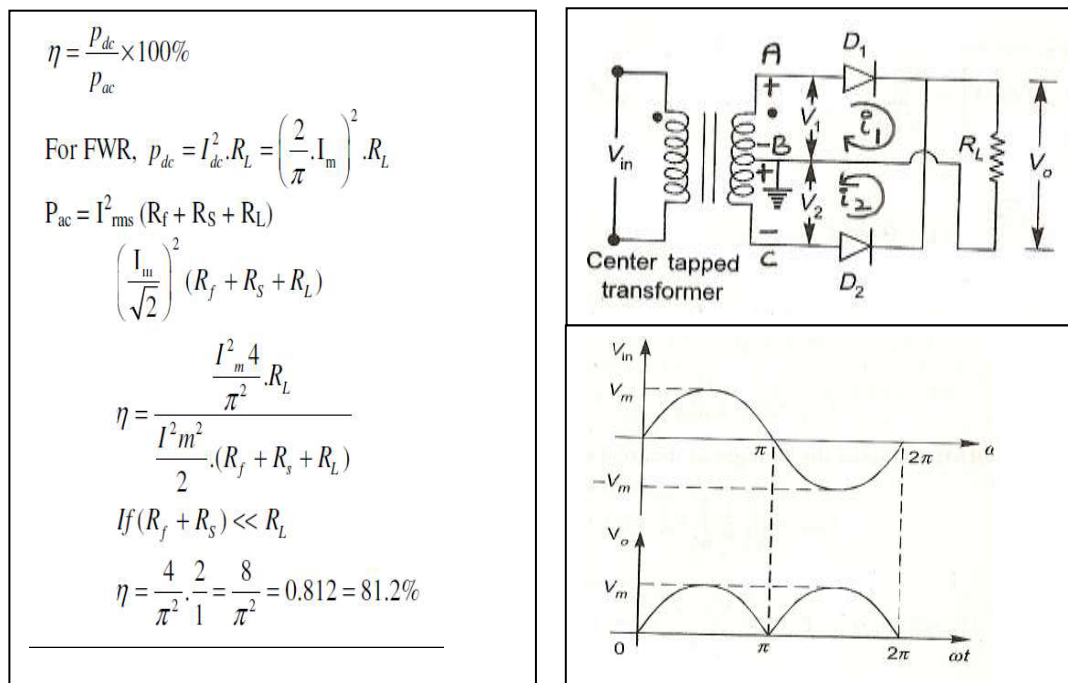 η = p_dc / p_ac ×100%
For FWR, p_dc = I²_dc.R_L = (2/π .I_m)² .R_L
P_ac = I²_rms (R_f + R_S + R_L)
(I_m/√2)² (R_f + R_S + R_L)
η = (I²_m 4/π² .R_L) / (I²m²/2 .(R_f + R_s + R_L))
If (R_f + R_S) << R_L
η = 4/π² . 2/1 = 8/π² = 0.812 = 81.2%
A D₁
+
V₁ i₁
V_in -B R_L V_o
+
V₂ i₂
−
C
Center tapped
transformer
D₂
V_in
V_m
π 2π a
−V_m
V_o
V_m
0 π 2π ωt